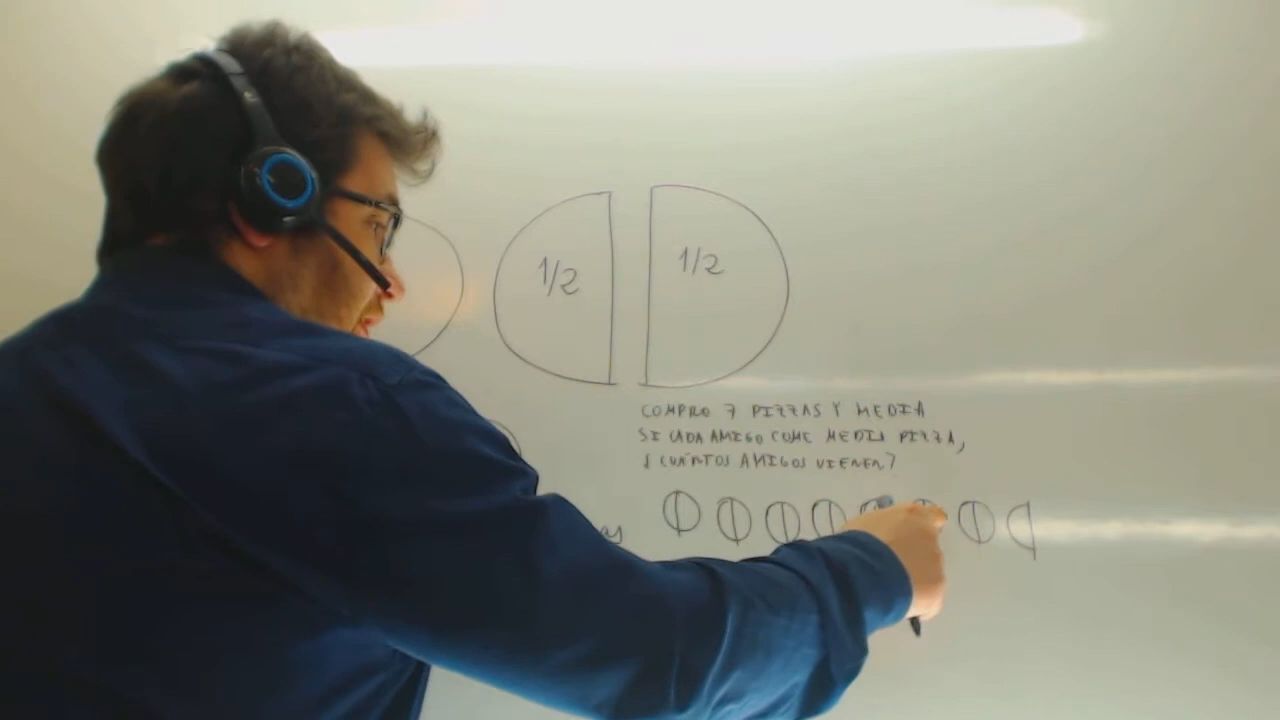 1/2
1/2
COMPRO 7 PIZZAS Y MEDIA
SI CADA AMIGO COME MEDIA PIZZA,
¿CUÁNTOS AMIGOS VIENEN?